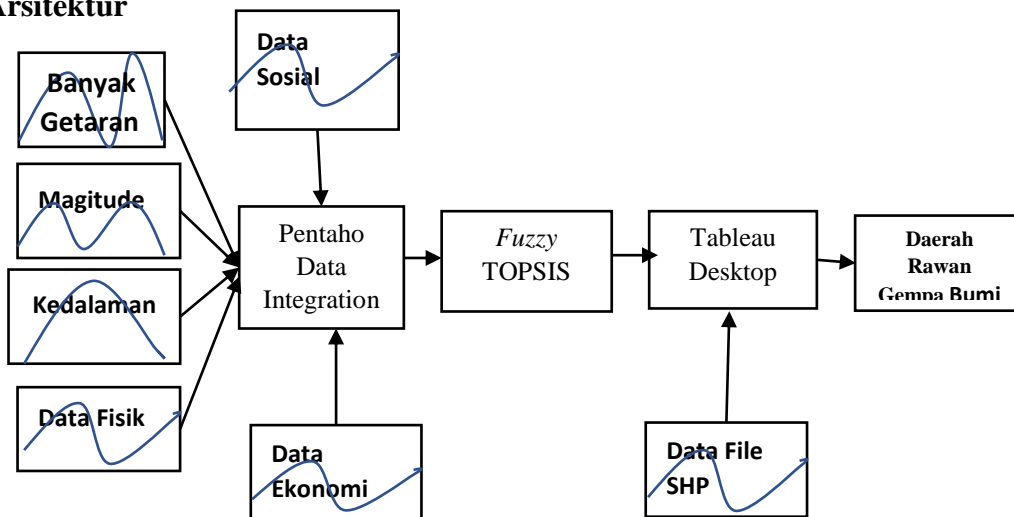 Arsitektur
Data
Sosial
Banyak
Getaran
Magitude
Kedalaman
Data Fisik
Pentaho
Data
Integration
Fuzzy
TOPSIS
Tableau
Desktop
Daerah
Rawan
Gempa Bumi
Data
Ekonomi
Data File
SHP